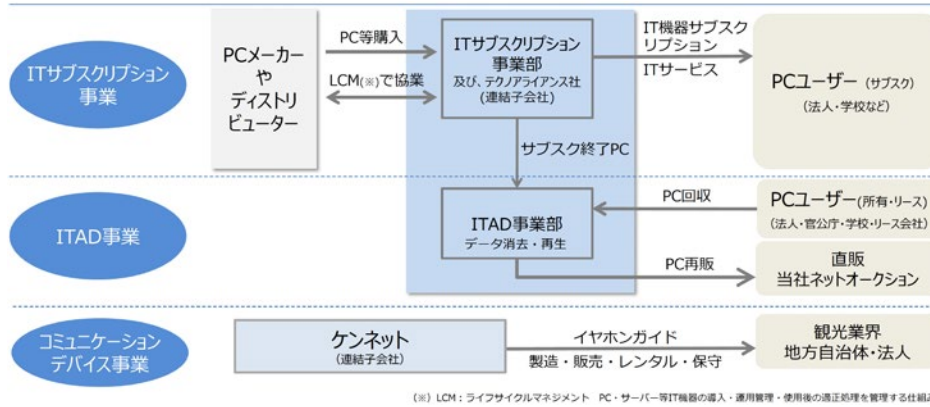 ITサブスクリプション
事業
PCメーカー
や
ディストリ
ビューター
PC等購入
LCM(※)で協業
ITサブスクリプション
事業部
及び、テクノアライアンス社
(連結子会社)
IT機器サブスク
リプション
ITサービス
PCユーザー (サブスク)
(法人・学校など)
サブスク終了PC
ITAD事業
ITAD事業部
データ消去・再生
PC回収
PCユーザー(所有・リース)
(法人・官公庁・学校・リース会社)
PC再販
直販
当社ネットオークション
コミュニケーション
デバイス事業
ケンネット
(連結子会社)
イヤホンガイド
製造・販売・レンタル・保守
観光業界
地方自治体・法人
(※) LCM:ライフサイクルマネジメント PC・サーバー等IT機器の導入・運用管理・使用後の適正処理を管理する仕組み